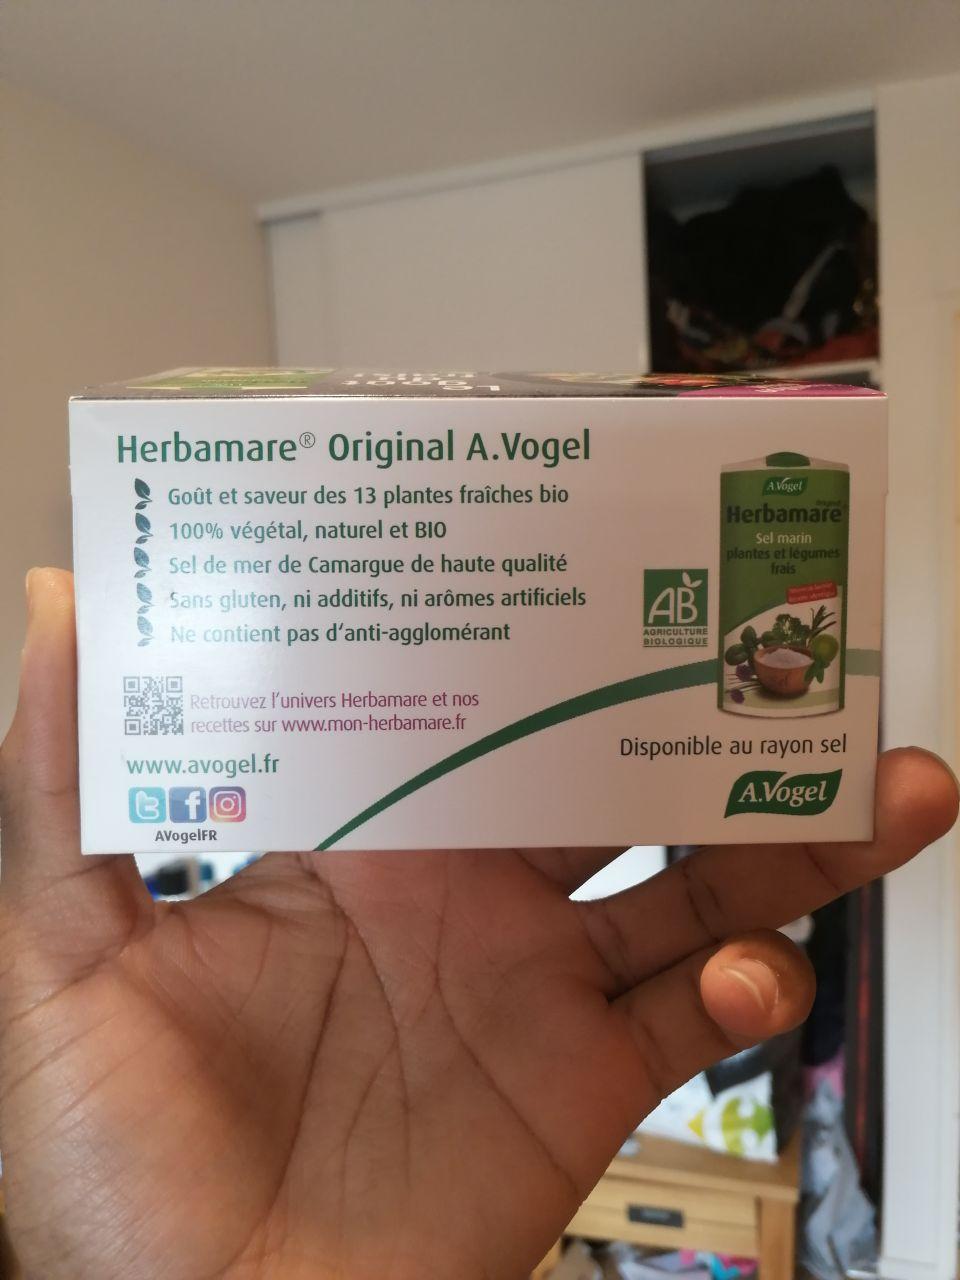 Herbamare® Original A.Vogel
Goût et saveur des 13 plantes fraîches bio
100% végétal, naturel et BIO
Sel de mer de Camargue de haute qualité
Sans gluten, ni additifs, ni arômes artificiels
Ne contient pas d'anti-agglomérant
Retrouvez l'univers Herbamare et nos
recettes sur www.mon-herbamare.fr
www.avogel.fr
AVogelFR
A.Vogel
Original
Herbamare
Sel marin
plantes et légumes
frais
AB
AGRICULTURE
BIOLOGIQUE
Disponible au rayon sel
A.Vogel